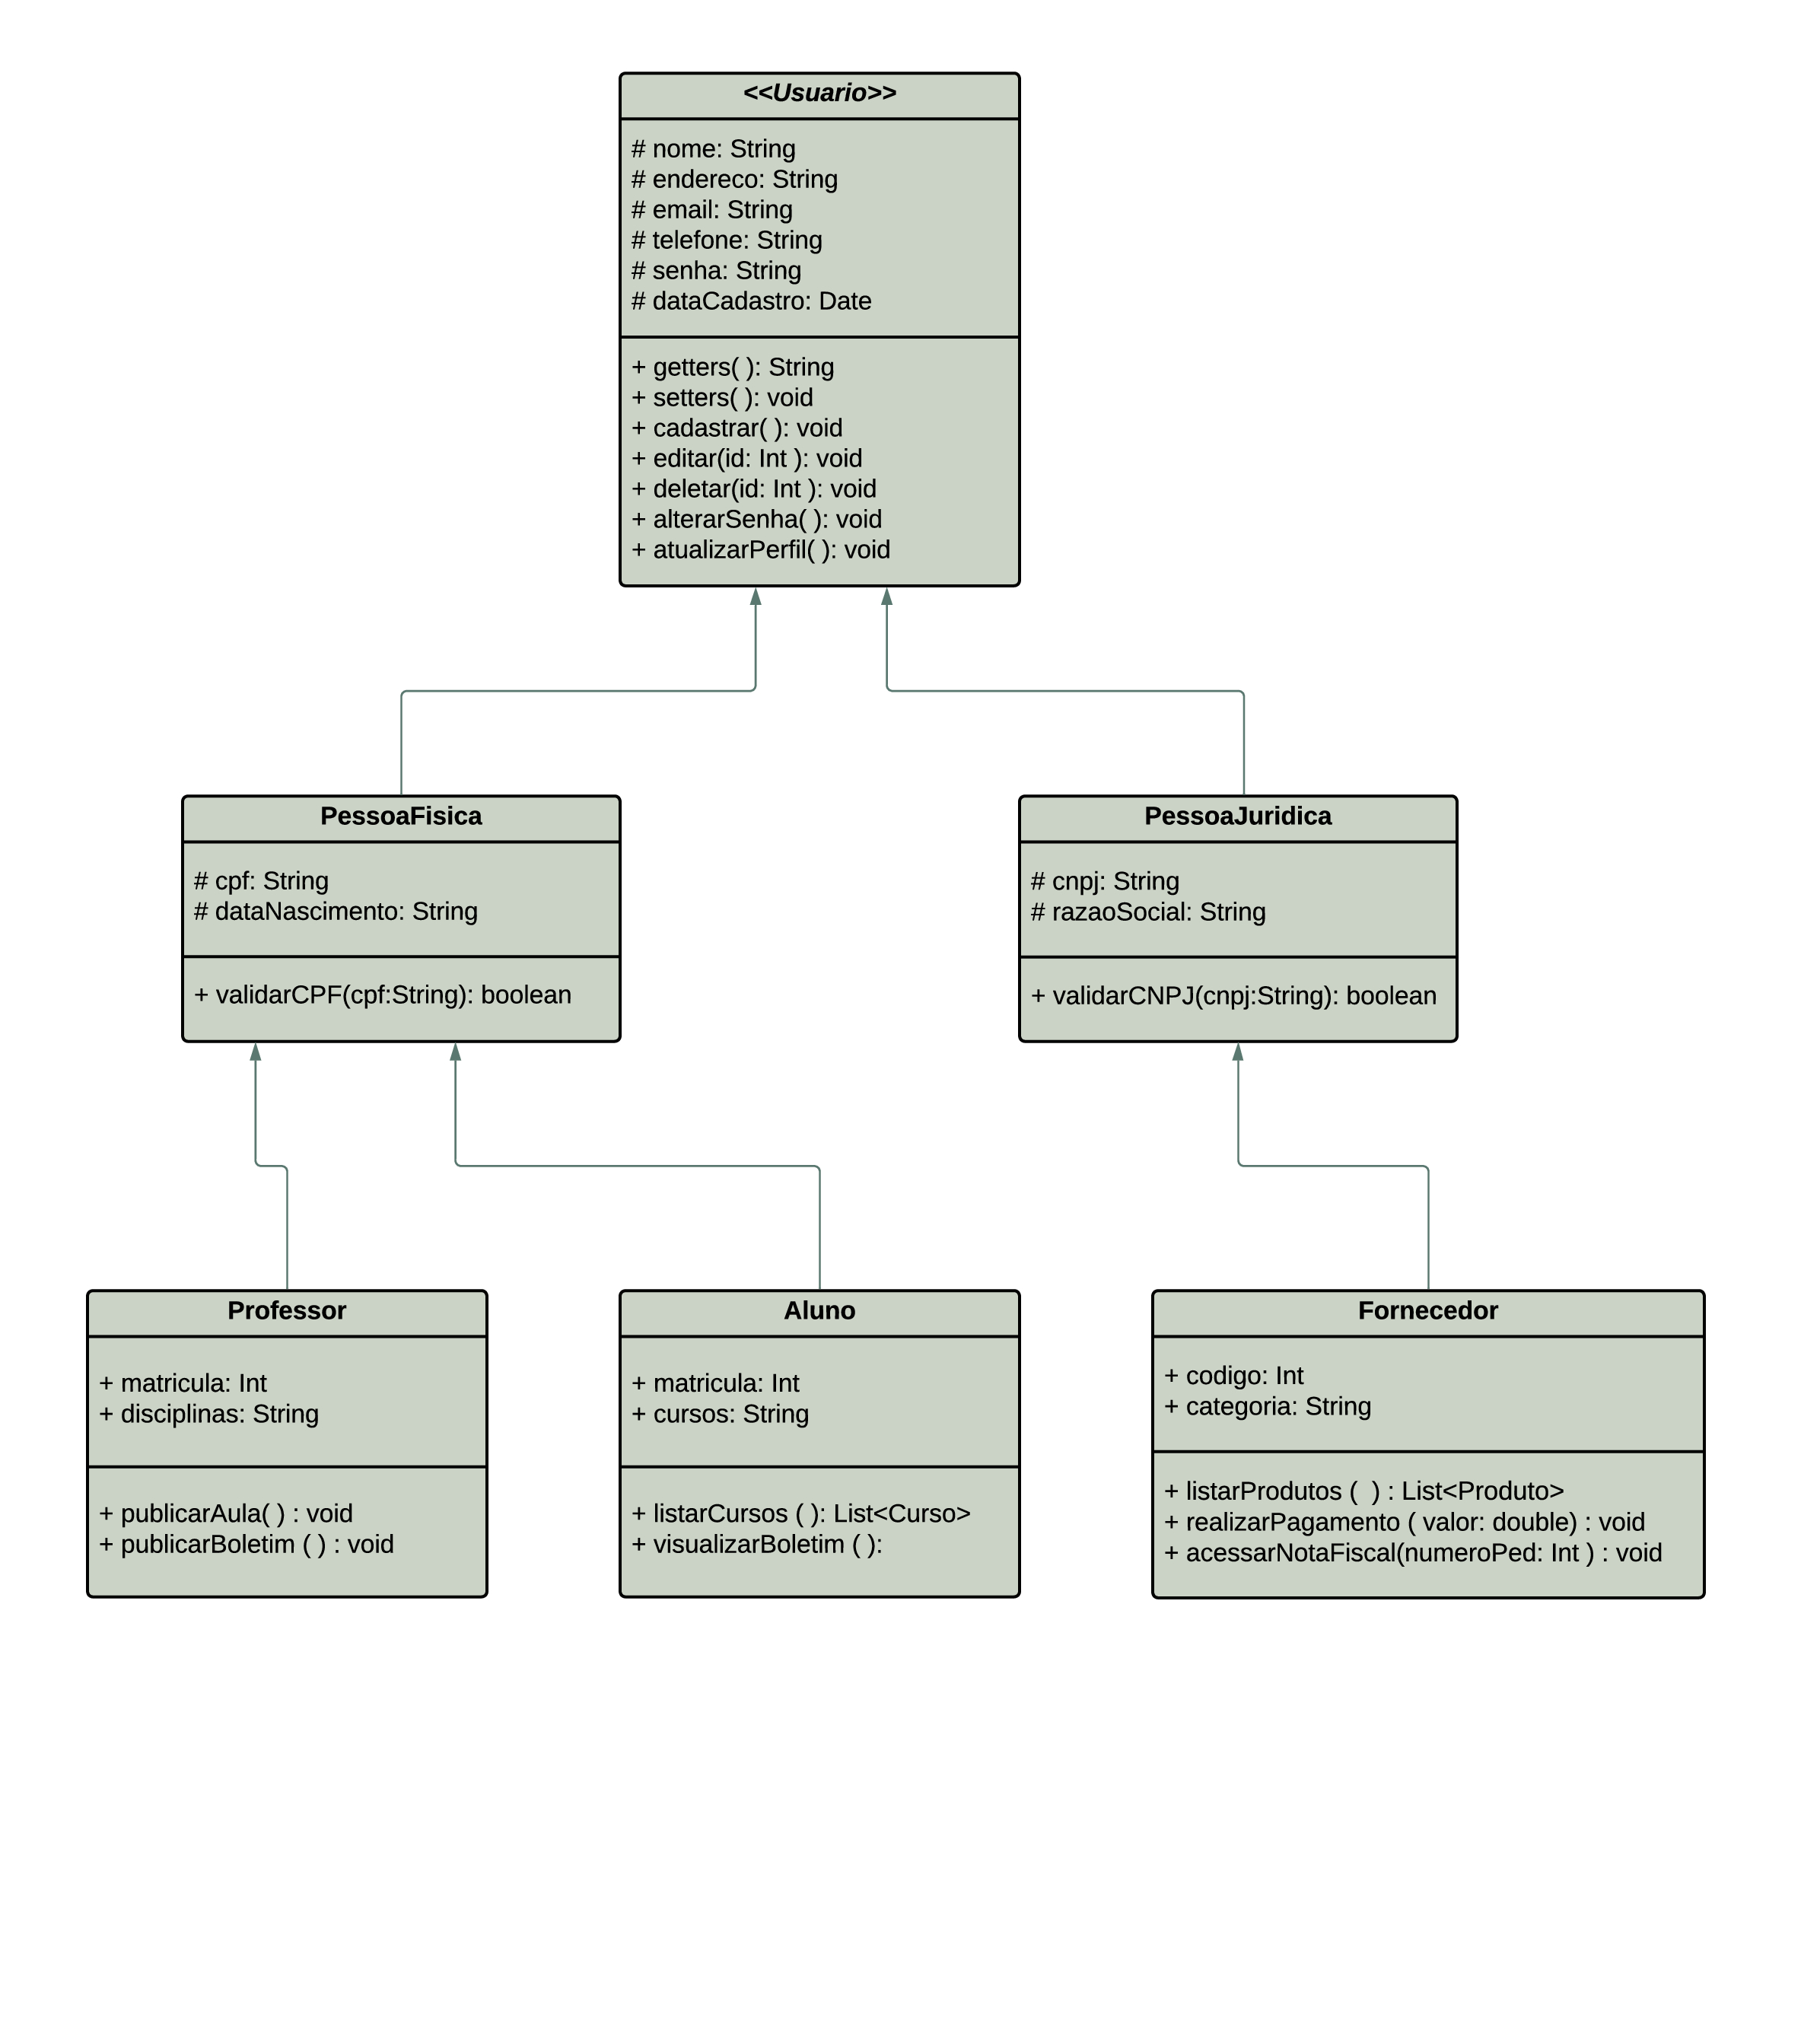 <<Usuario>>
# nome: String
# endereco: String
# email: String
# telefone: String
# senha: String
# dataCadastro: Date
+ getters( ): String
+ setters( ): void
+ cadastrar( ): void
+ editar(id: Int ): void
+ deletar(id: Int ): void
+ alterarSenha( ): void
+ atualizarPerfil( ): void
PessoaFisica
# cpf: String
# dataNascimento: String
+ validarCPF(cpf:String): boolean
PessoaJuridica
# cnpj: String
# razaoSocial: String
+ validarCNPJ(cnpj:String): boolean
Professor
+ matricula: Int
+ disciplinas: String
+ publicarAula( ) : void
+ publicarBoletim ( ) : void
Aluno
+ matricula: Int
+ cursos: String
+ listarCursos ( ): List<Curso>
+ visualizarBoletim ( ):
Fornecedor
+ codigo: Int
+ categoria: String
+ listarProdutos (  ) : List<Produto>
+ realizarPagamento ( valor: double) : void
+ acessarNotaFiscal(numeroPed: Int ) : void